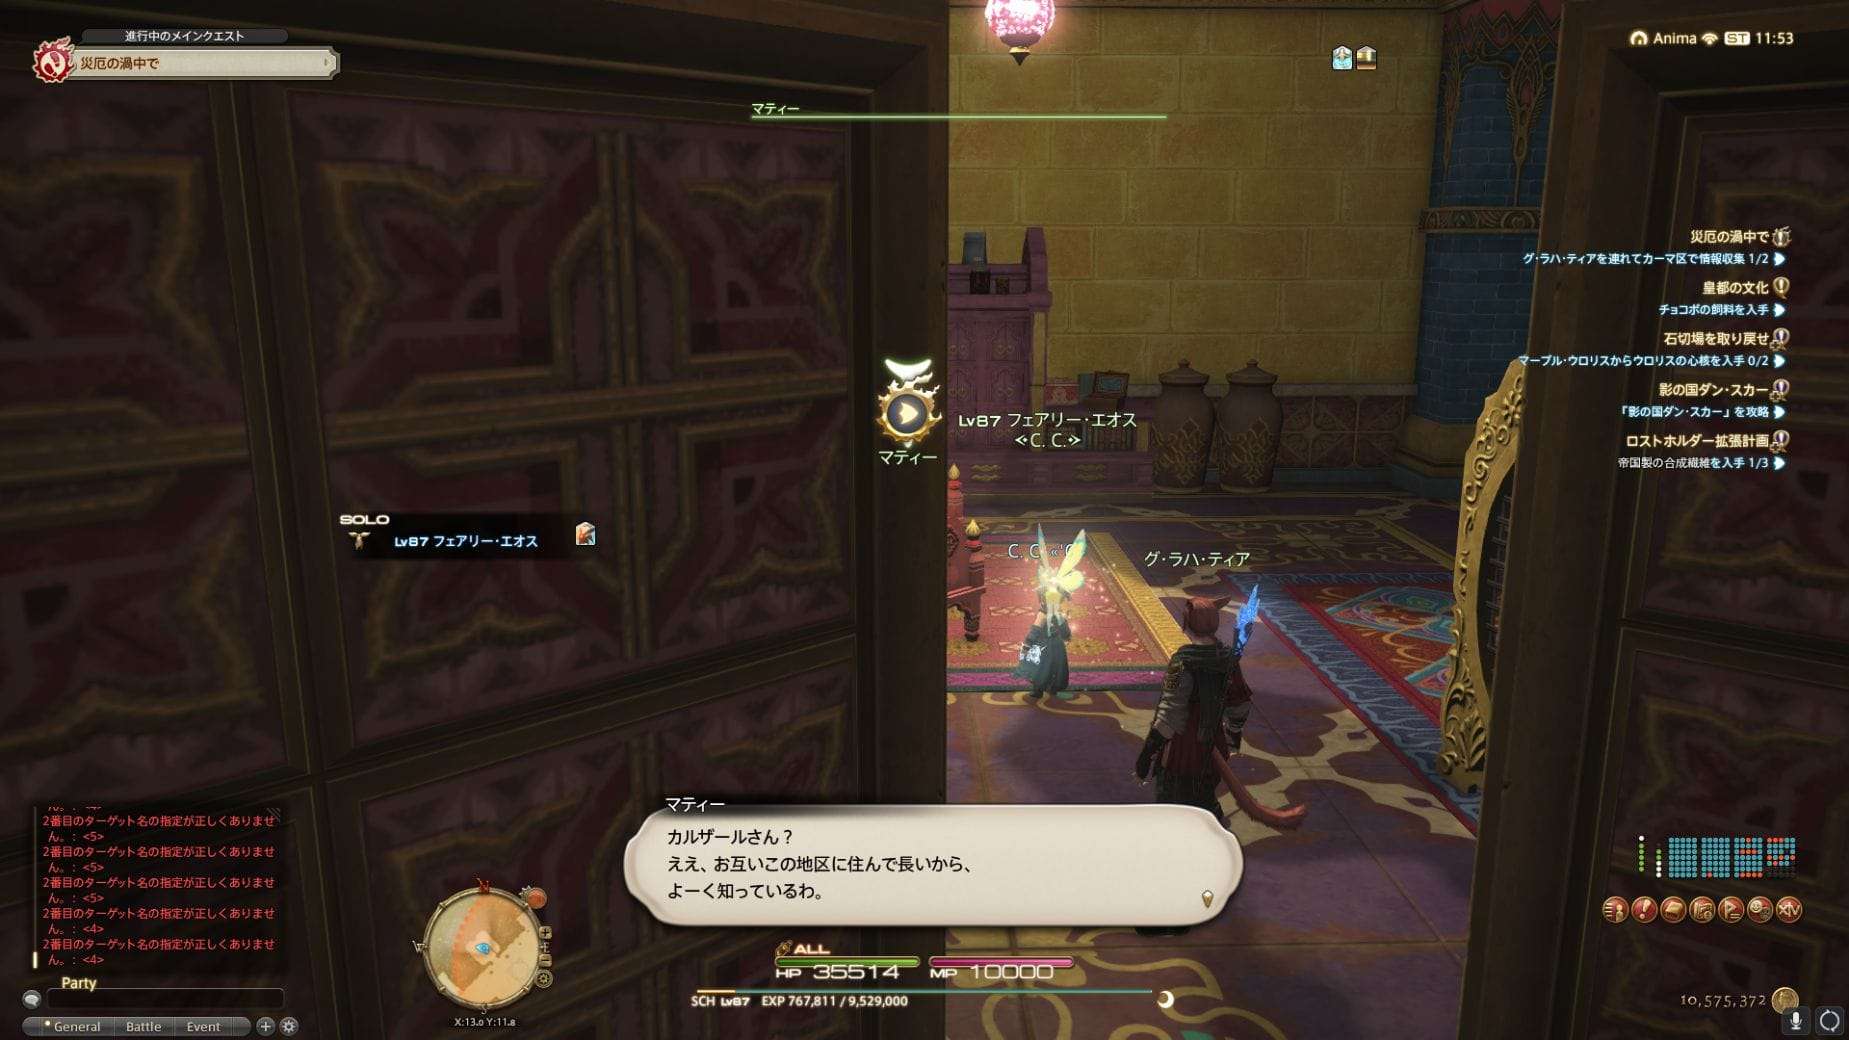 進行中のメインクエスト
災厄の渦中で
マティー
Anima ST 11:53
災厄の渦中で
グ・ラハ・ティアを連れてカーマ区で情報収集 1/2
皇都の文化
チョコボの飼料を入手
石切場を取り戻せ
マーブル・ウロリスからウロリスの心核を入手 0/2
影の国ダン・スカー
「影の国ダン・スカー」を攻略
ロストホルダー拡張計画
帝国製の合成繊維を入手 1/3
Lv87 フェアリー・エオス
<<C. C.>>
マティー
SOLO
Lv87 フェアリー・エオス
C. C. «'C
グ・ラハ・ティア
マティー
カルザールさん？
ええ、お互いこの地区に住んで長いから、
よーく知っているわ。
ん。： <4>
2番目のターゲット名の指定が正しくありませ
ん。： <5>
2番目のターゲット名の指定が正しくありませ
ん。： <5>
2番目のターゲット名の指定が正しくありませ
ん。： <5>
2番目のターゲット名の指定が正しくありませ
ん。： <4>
2番目のターゲット名の指定が正しくありませ
ん。： <4>
Party
General Battle Event
N
W
E
S
X:13.0 Y:11.8
ALL
HP 35514 MP 10000
SCH Lv87 EXP 767,811 / 9,529,000
XIV
10,575,372